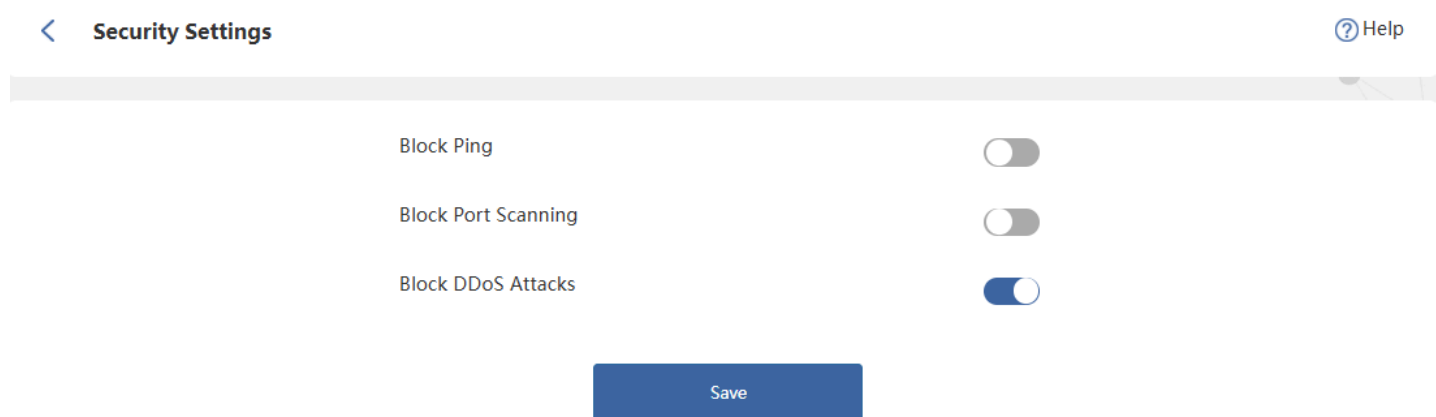 Security Settings
Help
Block Ping
Block Port Scanning
Block DDoS Attacks
Save